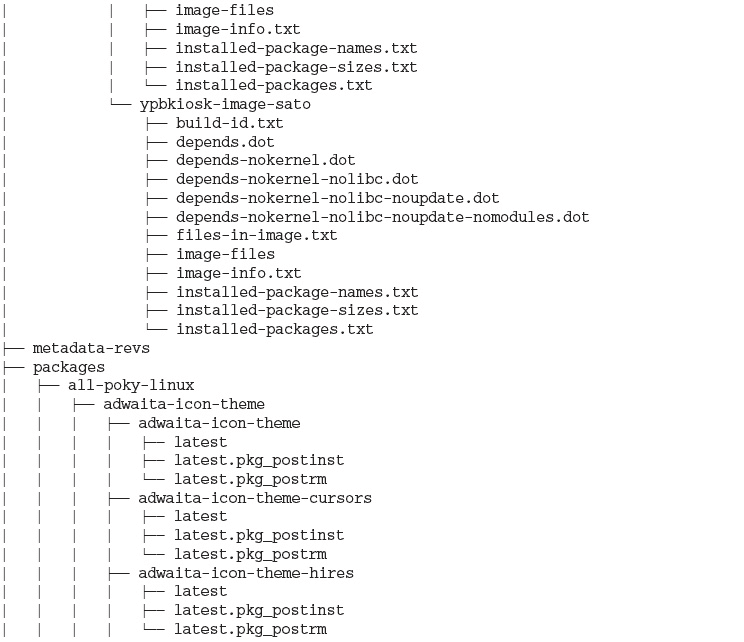 │           │   ├── image-files
│           │   ├── image-info.txt
│           │   ├── installed-package-names.txt
│           │   ├── installed-package-sizes.txt
│           │   └── installed-packages.txt
│           └── ypbkiosk-image-sato
│               ├── build-id.txt
│               ├── depends.dot
│               ├── depends-nokernel.dot
│               ├── depends-nokernel-nolibc.dot
│               ├── depends-nokernel-nolibc-noupdate.dot
│               ├── depends-nokernel-nolibc-noupdate-nomodules.dot
│               ├── files-in-image.txt
│               ├── image-files
│               ├── image-info.txt
│               ├── installed-package-names.txt
│               ├── installed-package-sizes.txt
│               └── installed-packages.txt
├── metadata-revs
├── packages
│   ├── all-poky-linux
│   │   ├── adwaita-icon-theme
│   │   │   ├── adwaita-icon-theme
│   │   │   │   ├── latest
│   │   │   │   ├── latest.pkg_postinst
│   │   │   │   └── latest.pkg_postrm
│   │   │   ├── adwaita-icon-theme-cursors
│   │   │   │   ├── latest
│   │   │   │   ├── latest.pkg_postinst
│   │   │   │   └── latest.pkg_postrm
│   │   │   ├── adwaita-icon-theme-hires
│   │   │   │   ├── latest
│   │   │   │   ├── latest.pkg_postinst
│   │   │   │   └── latest.pkg_postrm